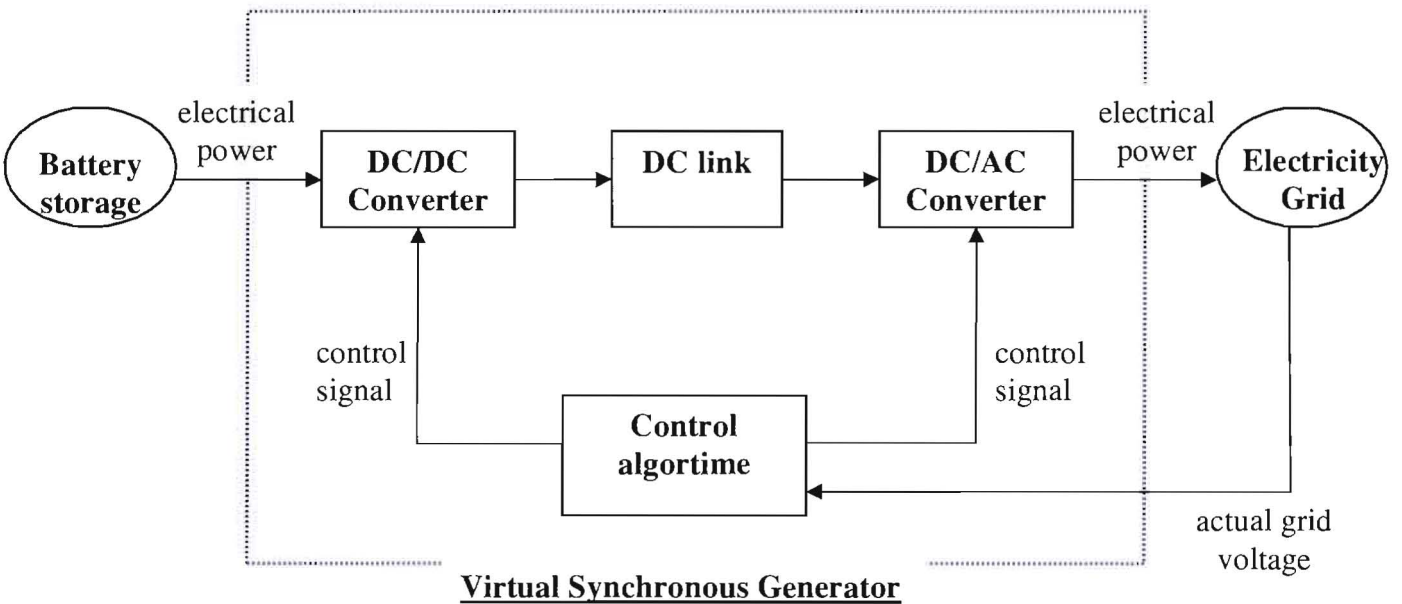 electrical
power
electrical
power
Battery
storage
DC/DC
Converter
DC link
DC/AC
Converter
Electricity
Grid
control
signal
control
signal
Control
algortime
actual grid
voltage
Virtual Synchronous Generator